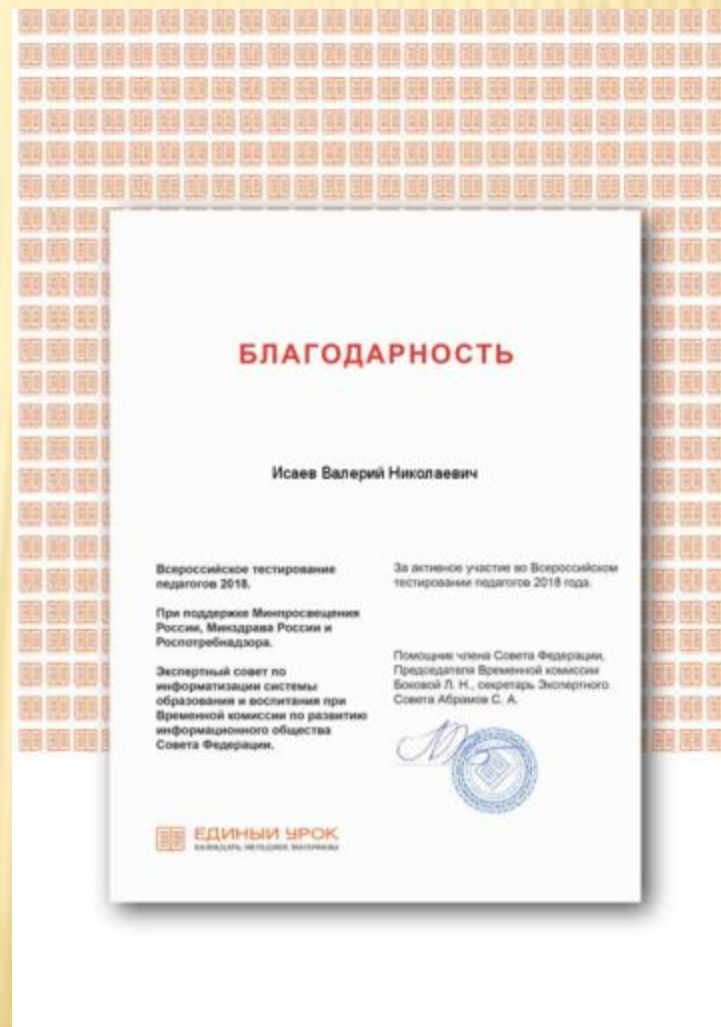 БЛАГОДАРНОСТЬ
Исаев Валерий Николаевич
Всероссийское тестирование
педагогов 2018.
При поддержке Минпросвещения
России, Минздрава России и
Роспотребнадзора.
Экспертный совет по
информатизации системы
образования и воспитания при
Временной комиссии по развитию
информационного общества
Совета Федерации.
За активное участие во Всероссийском
тестировании педагогов 2018 года.
Помощник члена Совета Федерации,
Председателя Временной комиссии
Боковой Л. Н., секретарь Экспертного
Совета Абрамов С. А.
ЕДИНЫЙ УРОК